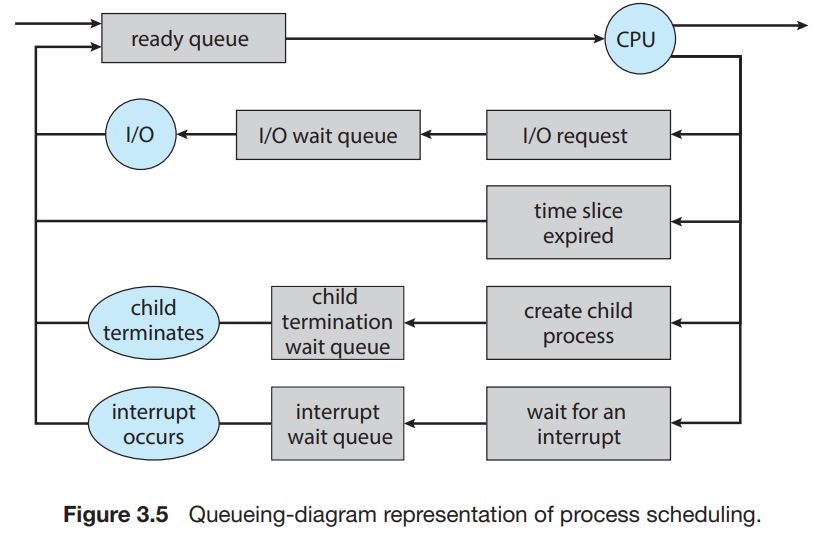 ready queue
CPU
I/O
I/O wait queue
I/O request
time slice
expired
child
terminates
child
termination
wait queue
create child
process
interrupt
occurs
interrupt
wait queue
wait for an
interrupt
Figure 3.5 Queueing-diagram representation of process scheduling.